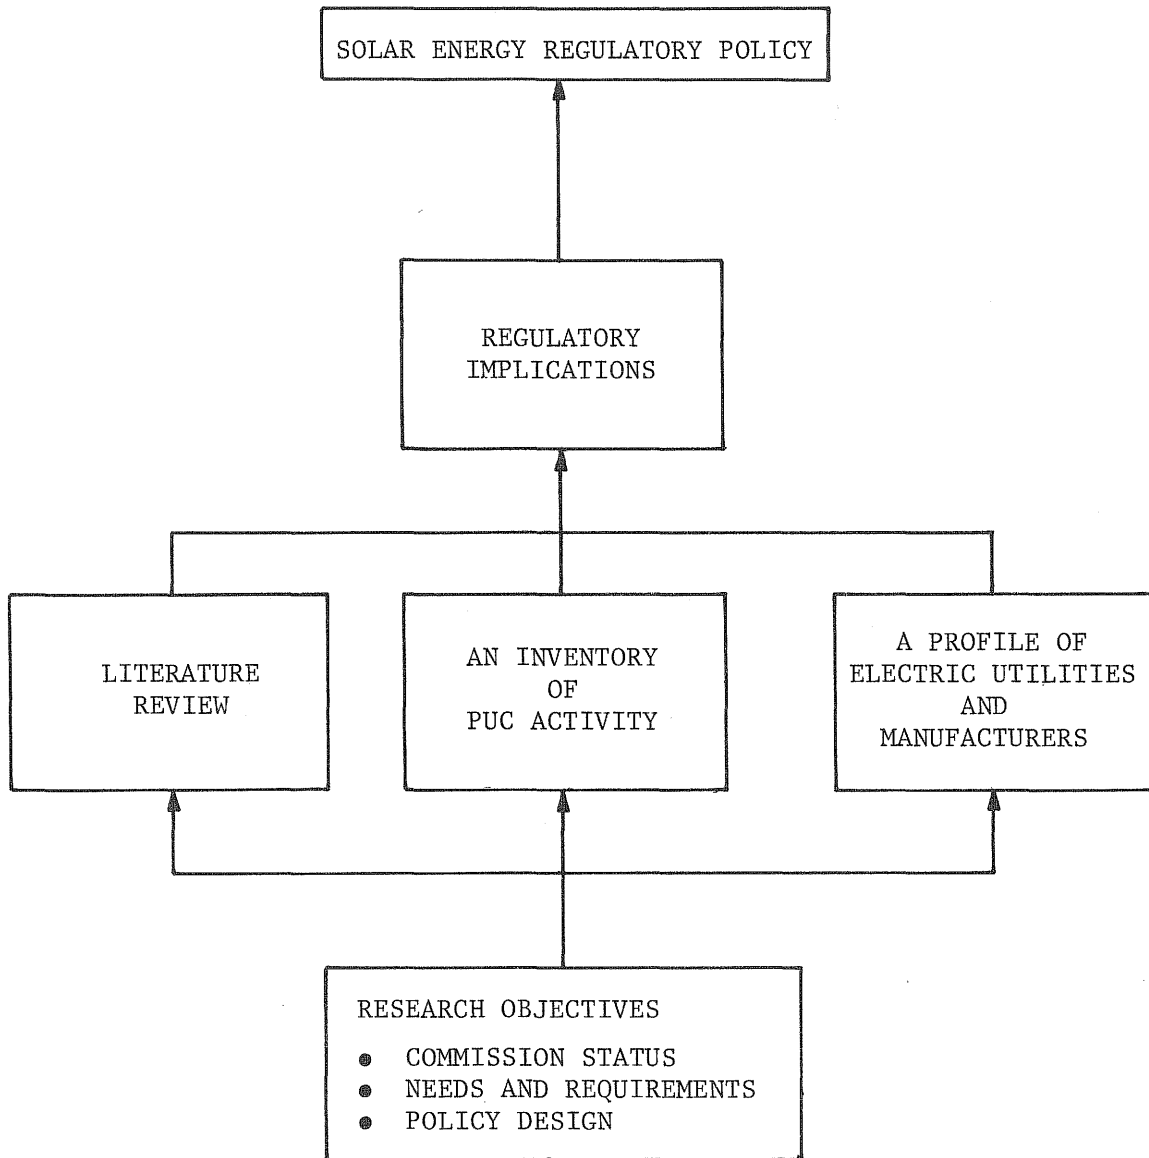 SOLAR ENERGY REGULATORY POLICY
REGULATORY
IMPLICATIONS
LITERATURE
REVIEW
AN INVENTORY
OF
PUC ACTIVITY
A PROFILE OF
ELECTRIC UTILITIES
AND
MANUFACTURERS
RESEARCH OBJECTIVES
● COMMISSION STATUS
● NEEDS AND REQUIREMENTS
● POLICY DESIGN